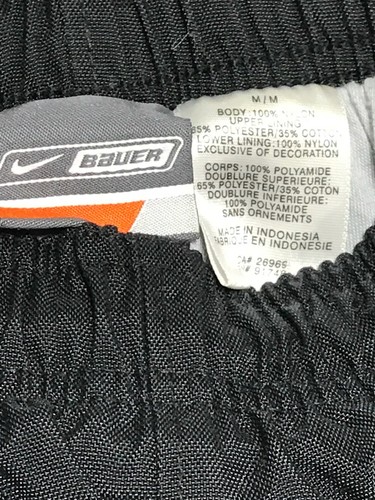 BAUER
M / M
BODY: 100% NYLON
UPPER LINING:
65% POLYESTER/35% COTTON
LOWER LINING: 100% NYLON
EXCLUSIVE OF DECORATION
CORPS: 100% POLYAMIDE
DOUBLURE SUPERIEURE:
65% POLYESTER/35% COTON
DOUBLURE INFERIEURE:
100% POLYAMIDE
SANS ORNEMENTS
MADE IN INDONESIA
FABRIQUE EN INDONESIE
CA# 26965